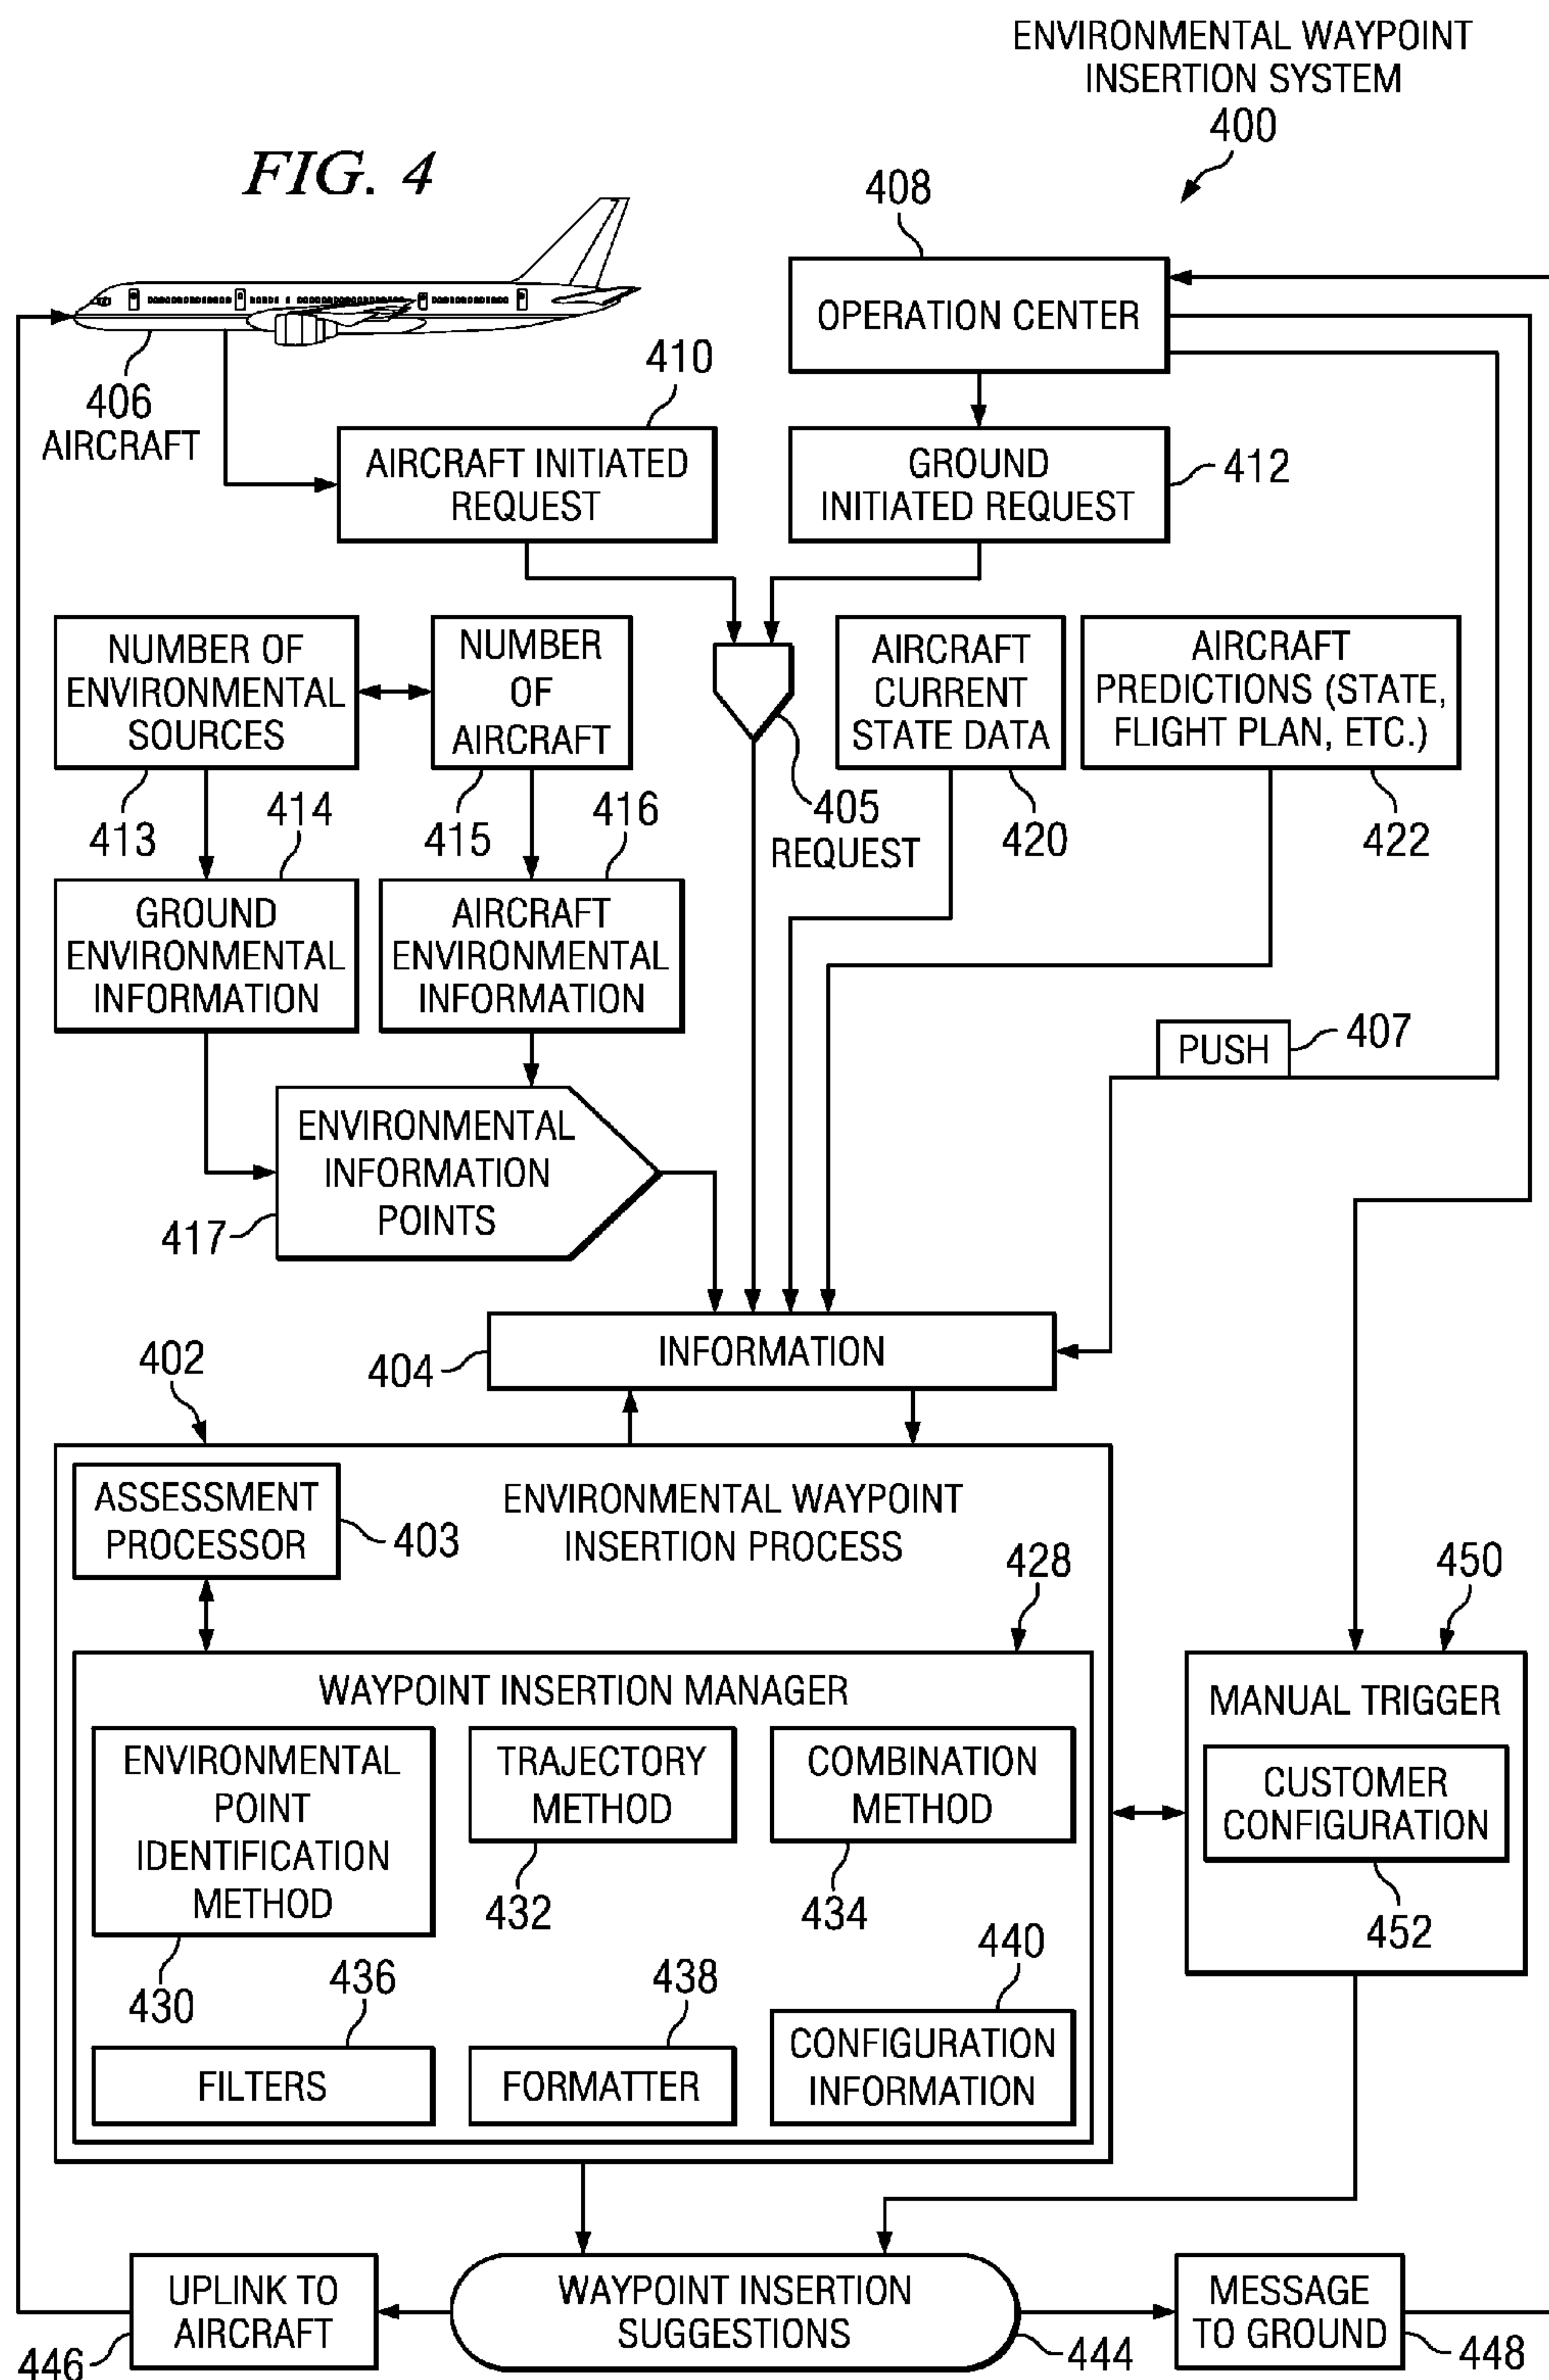 ENVIRONMENTAL WAYPOINT
INSERTION SYSTEM
400
FIG. 4
408
OPERATION CENTER
406
AIRCRAFT
410
AIRCRAFT INITIATED
REQUEST
GROUND
INITIATED REQUEST
412
NUMBER OF
ENVIRONMENTAL
SOURCES
NUMBER
OF
AIRCRAFT
AIRCRAFT
CURRENT
STATE DATA
AIRCRAFT
PREDICTIONS (STATE,
FLIGHT PLAN, ETC.)
413
414
415
416
405
REQUEST
420
422
GROUND
ENVIRONMENTAL
INFORMATION
AIRCRAFT
ENVIRONMENTAL
INFORMATION
PUSH
407
ENVIRONMENTAL
INFORMATION
POINTS
417
INFORMATION
404
402
ASSESSMENT
PROCESSOR
403
ENVIRONMENTAL WAYPOINT
INSERTION PROCESS
428
450
WAYPOINT INSERTION MANAGER
MANUAL TRIGGER
ENVIRONMENTAL
POINT
IDENTIFICATION
METHOD
TRAJECTORY
METHOD
COMBINATION
METHOD
CUSTOMER
CONFIGURATION
432
434
452
430
436
438
440
FILTERS
FORMATTER
CONFIGURATION
INFORMATION
UPLINK TO
AIRCRAFT
WAYPOINT INSERTION
SUGGESTIONS
MESSAGE
TO GROUND
446
444
448